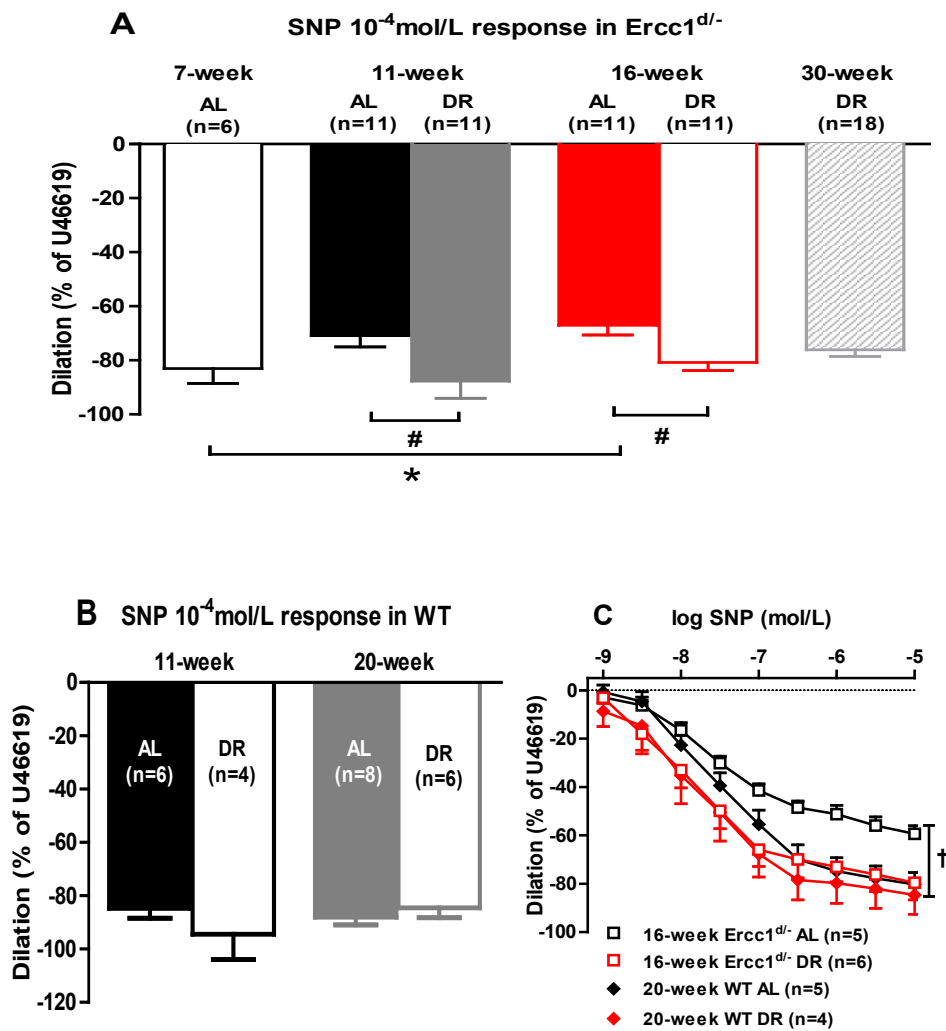 A
SNP 10⁻⁴mol/L response in Ercc1ᵈ/⁻
7-week 11-week 16-week 30-week
AL AL DR AL DR DR
(n=6) (n=11) (n=11) (n=11) (n=11) (n=18)
Dilation (% of U46619)
0
-20
-40
-60
-80
-100
# #
*
B SNP 10⁻⁴mol/L response in WT
11-week 20-week
Dilation (% of U46619)
0
-20
-40
-60
-80
-100
-120
AL DR AL DR
(n=6) (n=4) (n=8) (n=6)
C log SNP (mol/L)
-9 -8 -7 -6 -5
Dilation (% of U46619)
0
-20
-40
-60
-80
-100
†
16-week Ercc1ᵈ/⁻ AL (n=5)
16-week Ercc1ᵈ/⁻ DR (n=6)
20-week WT AL (n=5)
20-week WT DR (n=4)